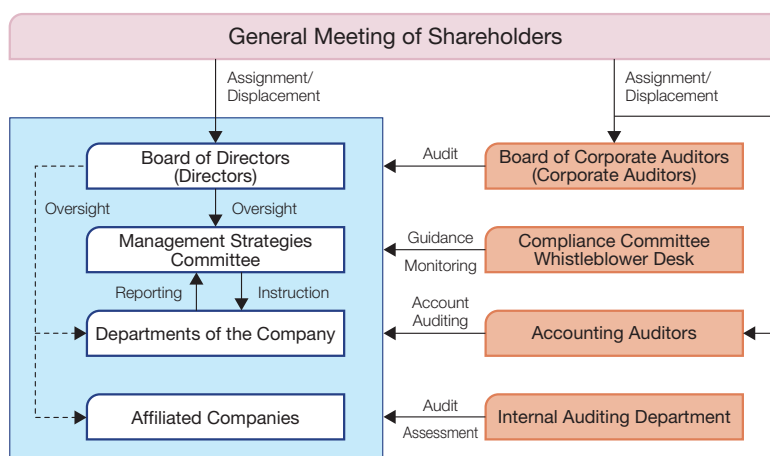 General Meeting of Shareholders
Assignment/
Displacement
Assignment/
Displacement
Board of Directors
(Directors)
Audit
Board of Corporate Auditors
(Corporate Auditors)
Oversight
Oversight
Management Strategies
Committee
Guidance
Monitoring
Compliance Committee
Whistleblower Desk
Reporting
Instruction
Departments of the Company
Account
Auditing
Accounting Auditors
Affiliated Companies
Audit
Assessment
Internal Auditing Department